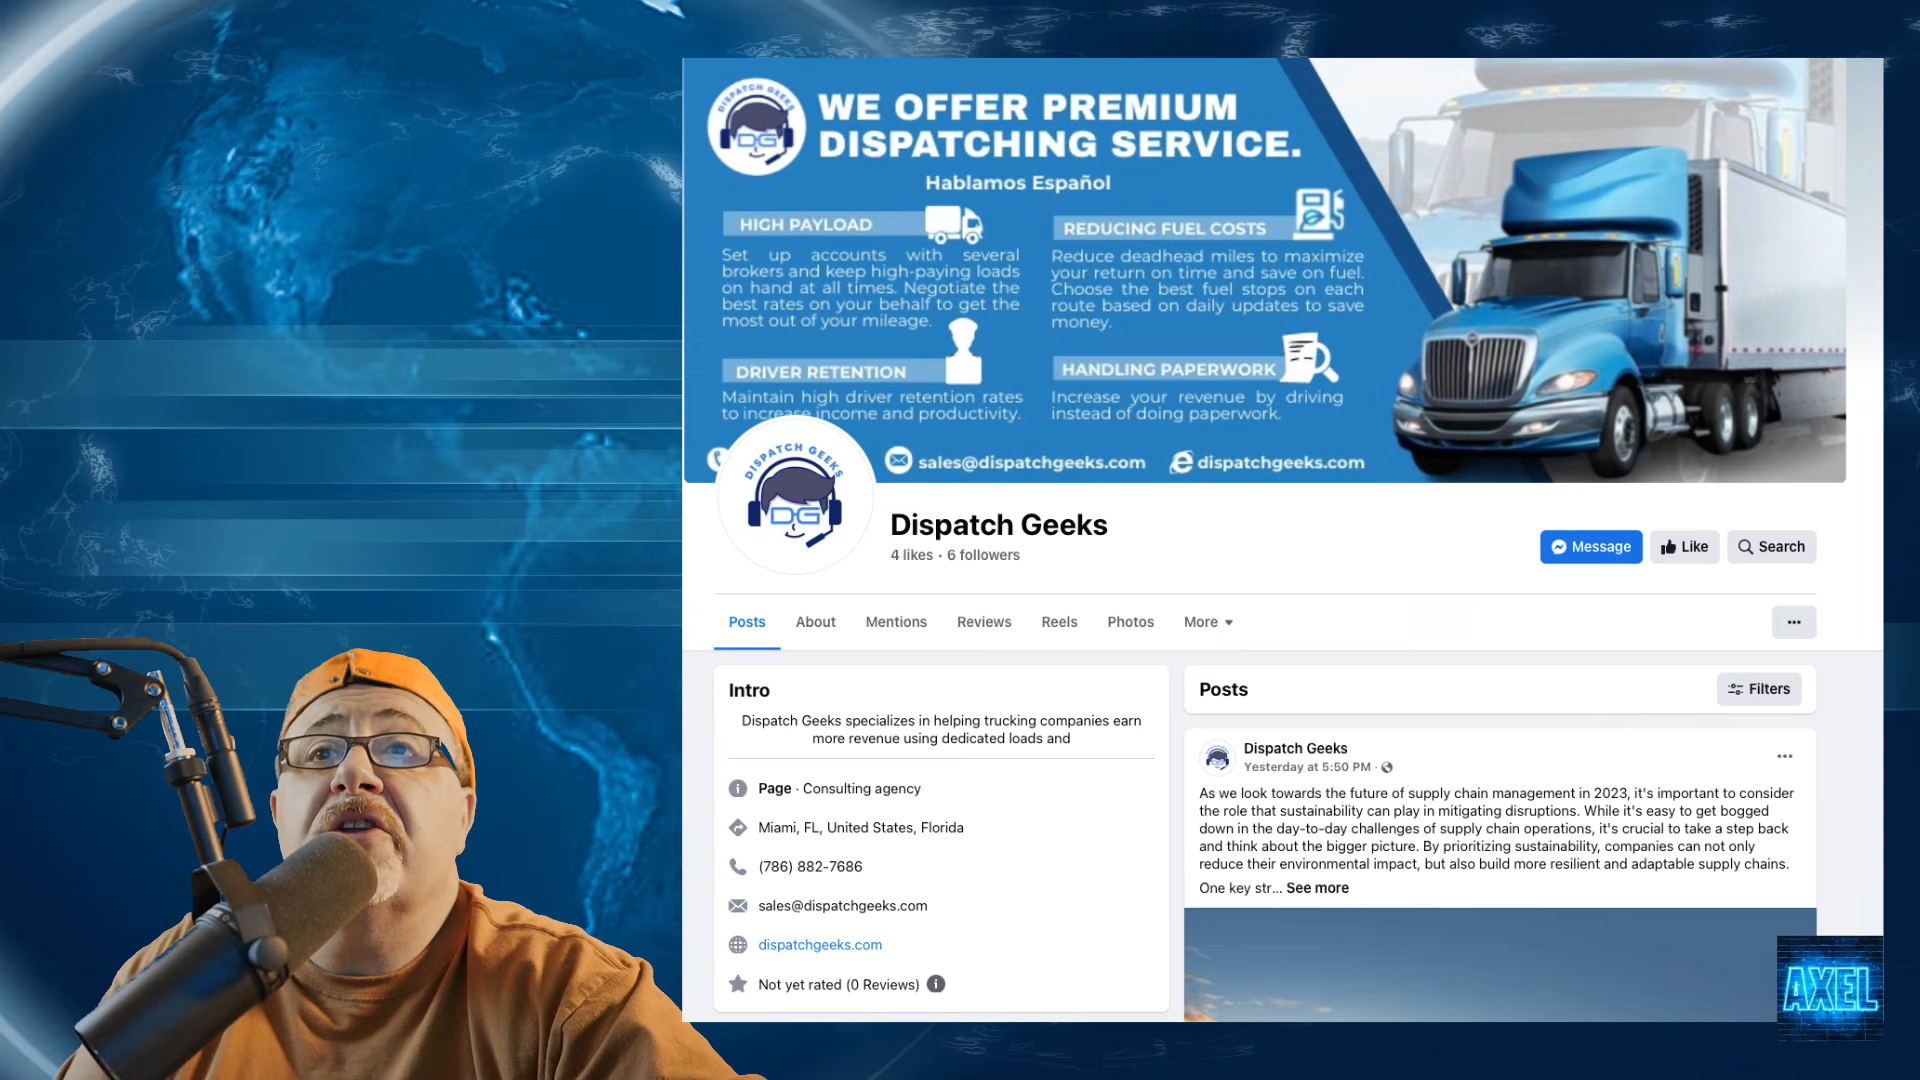 DISPATCH GEEKS
DG
WE OFFER PREMIUM
DISPATCHING SERVICE.
Hablamos Español
HIGH PAYLOAD
Set up accounts with several
brokers and keep high-paying loads
on hand at all times. Negotiate the
best rates on your behalf to get the
most out of your mileage.
REDUCING FUEL COSTS
Reduce deadhead miles to maximize
your return on time and save on fuel.
Choose the best fuel stops on each
route based on daily updates to save
money.
DRIVER RETENTION
Maintain high driver retention rates
to increase income and productivity.
HANDLING PAPERWORK
Increase your revenue by driving
instead of doing paperwork.
sales@dispatchgeeks.com
dispatchgeeks.com
DISPATCH GEEKS
DG
Dispatch Geeks
4 likes · 6 followers
Message
Like
Search
Posts
About
Mentions
Reviews
Reels
Photos
More
Intro
Dispatch Geeks specializes in helping trucking companies earn
more revenue using dedicated loads and
Page · Consulting agency
Miami, FL, United States, Florida
(786) 882-7686
sales@dispatchgeeks.com
dispatchgeeks.com
Not yet rated (0 Reviews)
Posts
Filters
Dispatch Geeks
Yesterday at 5:50 PM ·
As we look towards the future of supply chain management in 2023, it's important to consider
the role that sustainability can play in mitigating disruptions. While it's easy to get bogged
down in the day-to-day challenges of supply chain operations, it's crucial to take a step back
and think about the bigger picture. By prioritizing sustainability, companies can not only
reduce their environmental impact, but also build more resilient and adaptable supply chains.
One key str... See more
AXEL